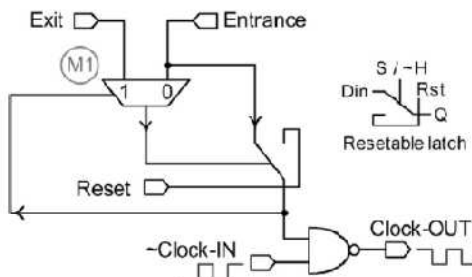 Exit
Entrance
M1
1 0
S / ~H
Din
Rst
Q
Resetable latch
Reset
~Clock-IN
Clock-OUT